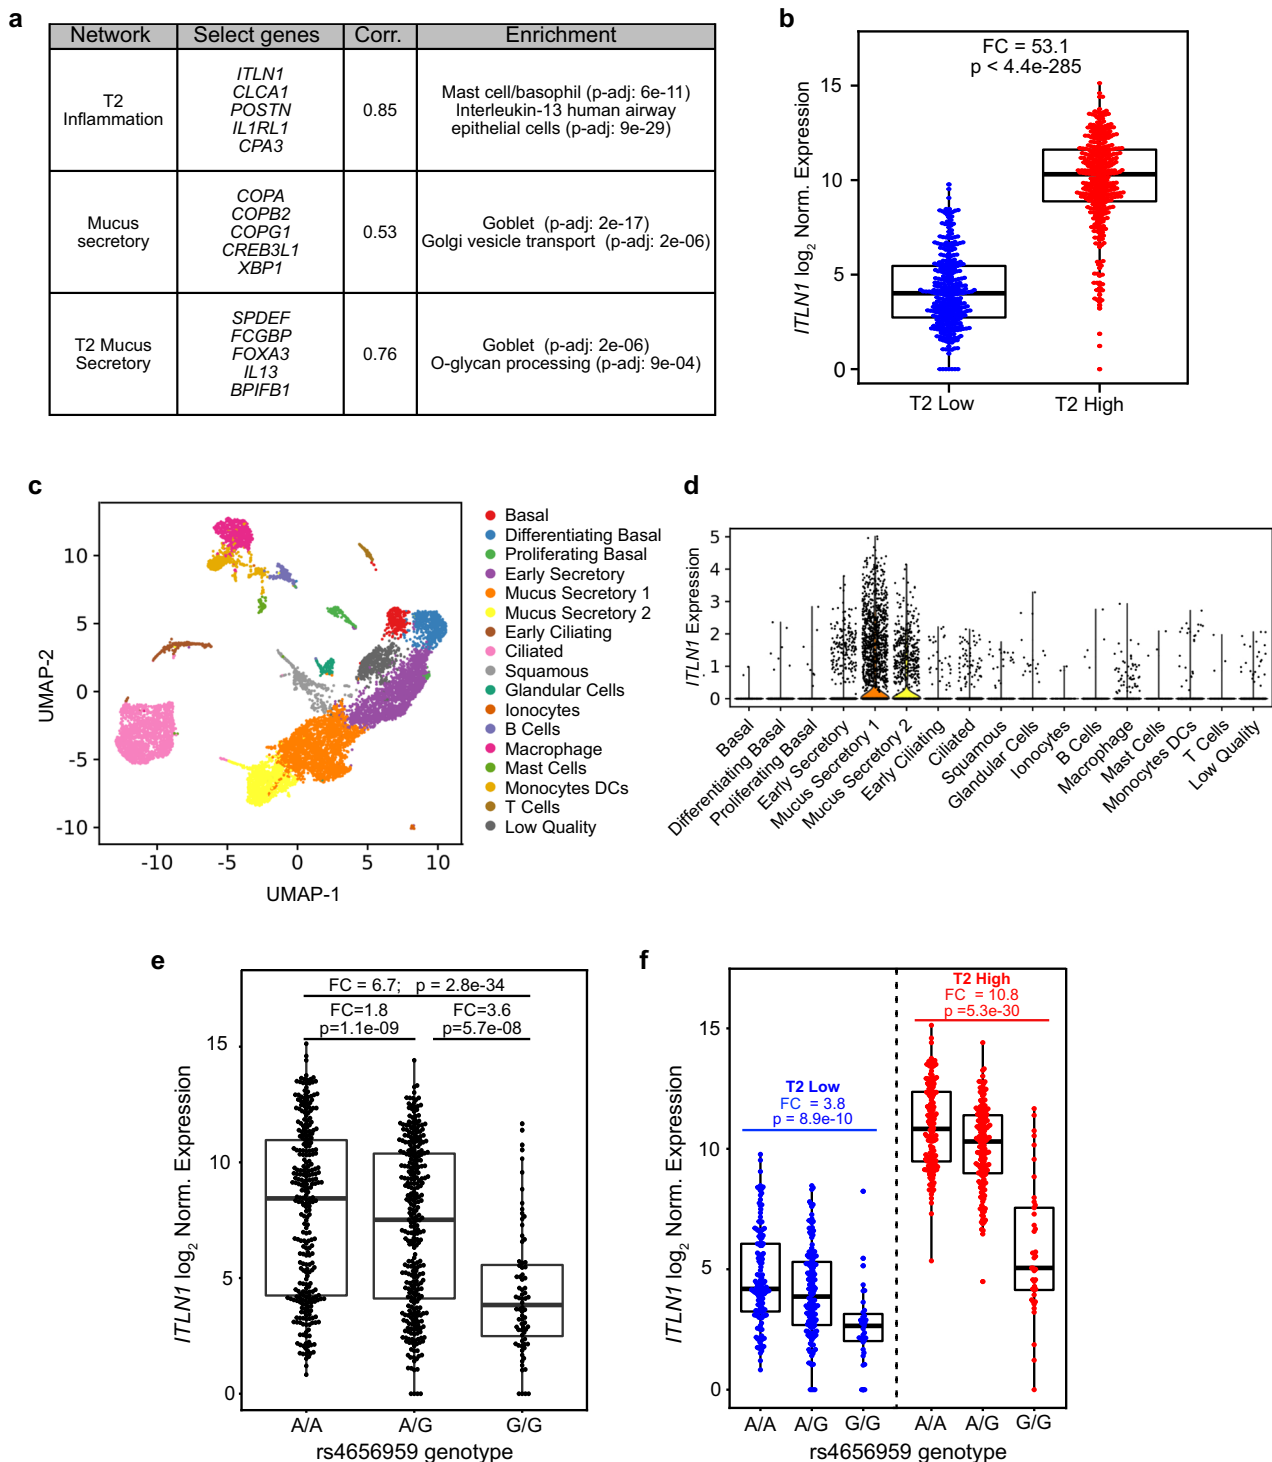 a
Network Select genes Corr. Enrichment
T2
Inflammation
ITLN1
CLCA1
POSTN
IL1RL1
CPA3
0.85
Mast cell/basophil (p-adj: 6e-11)
Interleukin-13 human airway
epithelial cells (p-adj: 9e-29)
Mucus
secretory
COPA
COPB2
COPG1
CREB3L1
XBP1
0.53
Goblet (p-adj: 2e-17)
Golgi vesicle transport (p-adj: 2e-06)
T2 Mucus
Secretory
SPDEF
FCGBP
FOXA3
IL13
BPIFB1
0.76
Goblet (p-adj: 2e-06)
O-glycan processing (p-adj: 9e-04)
b
FC = 53.1
p < 4.4e-285
ITLN1 log2 Norm. Expression
15
10
5
0
T2 Low T2 High
c
UMAP-2
10
5
0
-5
-10
-10 -5 0 5 10
UMAP-1
Basal
Differentiating Basal
Proliferating Basal
Early Secretory
Mucus Secretory 1
Mucus Secretory 2
Early Ciliating
Ciliated
Squamous
Glandular Cells
Ionocytes
B Cells
Macrophage
Mast Cells
Monocytes DCs
T Cells
Low Quality
d
ITLN1 Expression
5
4
3
2
1
0
Basal
Differentiating Basal
Proliferating Basal
Early Secretory
Mucus Secretory 1
Mucus Secretory 2
Early Ciliating
Ciliated
Squamous
Glandular Cells
Ionocytes
B Cells
Macrophage
Mast Cells
Monocytes DCs
T Cells
Low Quality
e
FC = 6.7; p = 2.8e-34
FC=1.8 FC=3.6
p=1.1e-09 p=5.7e-08
ITLN1 log2 Norm. Expression
15
10
5
0
A/A A/G G/G
rs4656959 genotype
f
T2 High
FC = 10.8
p =5.3e-30
T2 Low
FC = 3.8
p = 8.9e-10
ITLN1 log2 Norm. Expression
15
10
5
0
A/A A/G G/G A/A A/G G/G
rs4656959 genotype